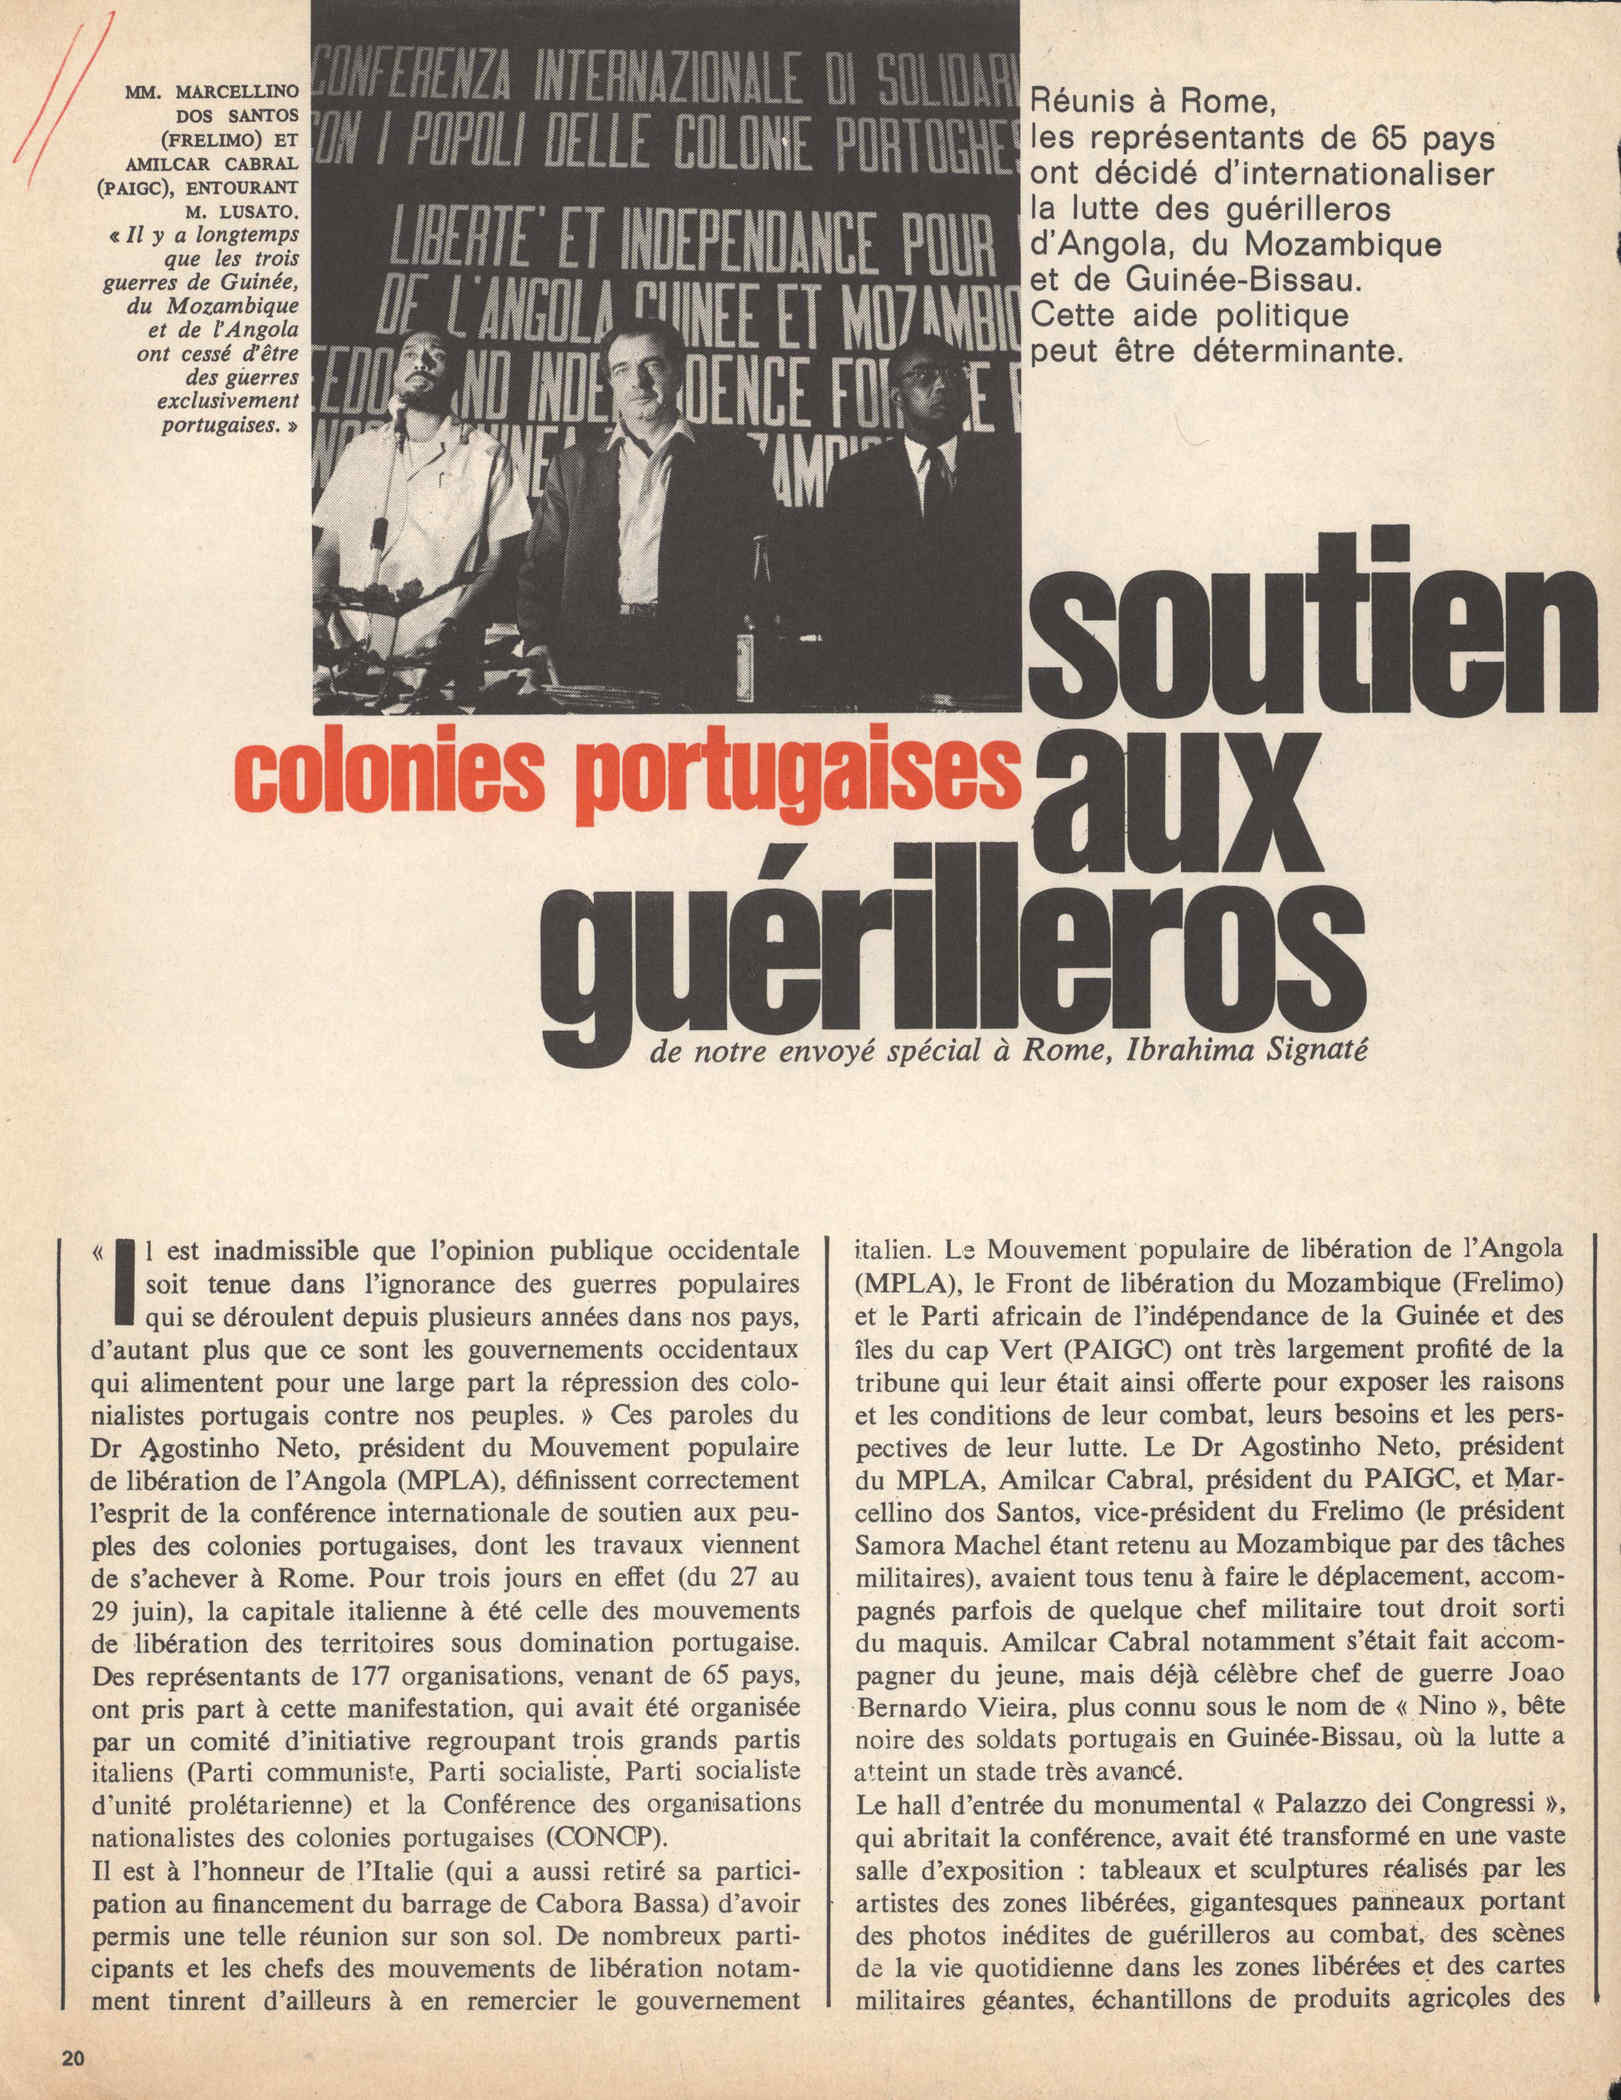 MM. MARCELLINO
DOS SANTOS
(FRELIMO) ET
AMILCAR CABRAL
(PAIGC), ENTOURANT
M. LUSATO.
« Il y a longtemps
que les trois
guerres de Guinée,
du Mozambique
et de l'Angola
ont cessé d'être
des guerres
exclusivement
portugaises. »
CONFERENZA INTERNAZIONALE DI SOLIDARI
CON I POPOLI DELLE COLONIE PORTOGHES
LIBERTE' ET INDEPENDANCE POUR
DE L'ANGOLA GUINEE ET MOZAMBIQ
EEDO AND INDE DENCE FOR E P
Réunis à Rome,
les représentants de 65 pays
ont décidé d'internationaliser
la lutte des guérilleros
d'Angola, du Mozambique
et de Guinée-Bissau.
Cette aide politique
peut être déterminante.
soutien
colonies portugaises aux
guérilleros
de notre envoyé spécial à Rome, Ibrahima Signaté
« Il est inadmissible que l'opinion publique occidentale
soit tenue dans l'ignorance des guerres populaires
qui se déroulent depuis plusieurs années dans nos pays,
d'autant plus que ce sont les gouvernements occidentaux
qui alimentent pour une large part la répression des colo-
nialistes portugais contre nos peuples. » Ces paroles du
Dr Agostinho Neto, président du Mouvement populaire
de libération de l'Angola (MPLA), définissent correctement
l'esprit de la conférence internationale de soutien aux peu-
ples des colonies portugaises, dont les travaux viennent
de s'achever à Rome. Pour trois jours en effet (du 27 au
29 juin), la capitale italienne à été celle des mouvements
de libération des territoires sous domination portugaise.
Des représentants de 177 organisations, venant de 65 pays,
ont pris part à cette manifestation, qui avait été organisée
par un comité d'initiative regroupant trois grands partis
italiens (Parti communiste, Parti socialiste, Parti socialiste
d'unité prolétarienne) et la Conférence des organisations
nationalistes des colonies portugaises (CONCP).
Il est à l'honneur de l'Italie (qui a aussi retiré sa partici-
pation au financement du barrage de Cabora Bassa) d'avoir
permis une telle réunion sur son sol. De nombreux parti-
cipants et les chefs des mouvements de libération notam-
ment tinrent d'ailleurs à en remercier le gouvernement
italien. Le Mouvement populaire de libération de l'Angola
(MPLA), le Front de libération du Mozambique (Frelimo)
et le Parti africain de l'indépendance de la Guinée et des
îles du cap Vert (PAIGC) ont très largement profité de la
tribune qui leur était ainsi offerte pour exposer les raisons
et les conditions de leur combat, leurs besoins et les pers-
pectives de leur lutte. Le Dr Agostinho Neto, président
du MPLA, Amilcar Cabral, président du PAIGC, et Mar-
cellino dos Santos, vice-président du Frelimo (le président
Samora Machel étant retenu au Mozambique par des tâches
militaires), avaient tous tenu à faire le déplacement, accom-
pagnés parfois de quelque chef militaire tout droit sorti
du maquis. Amilcar Cabral notamment s'était fait accom-
pagner du jeune, mais déjà célèbre chef de guerre Joao
Bernardo Vieira, plus connu sous le nom de « Nino », bête
noire des soldats portugais en Guinée-Bissau, où la lutte a
atteint un stade très avancé.
Le hall d'entrée du monumental « Palazzo dei Congressi »,
qui abritait la conférence, avait été transformé en une vaste
salle d'exposition : tableaux et sculptures réalisés par les
artistes des zones libérées, gigantesques panneaux portant
des photos inédites de guérilleros au combat, des scènes
de la vie quotidienne dans les zones libérées et des cartes
militaires géantes, échantillons de produits agricoles des
20